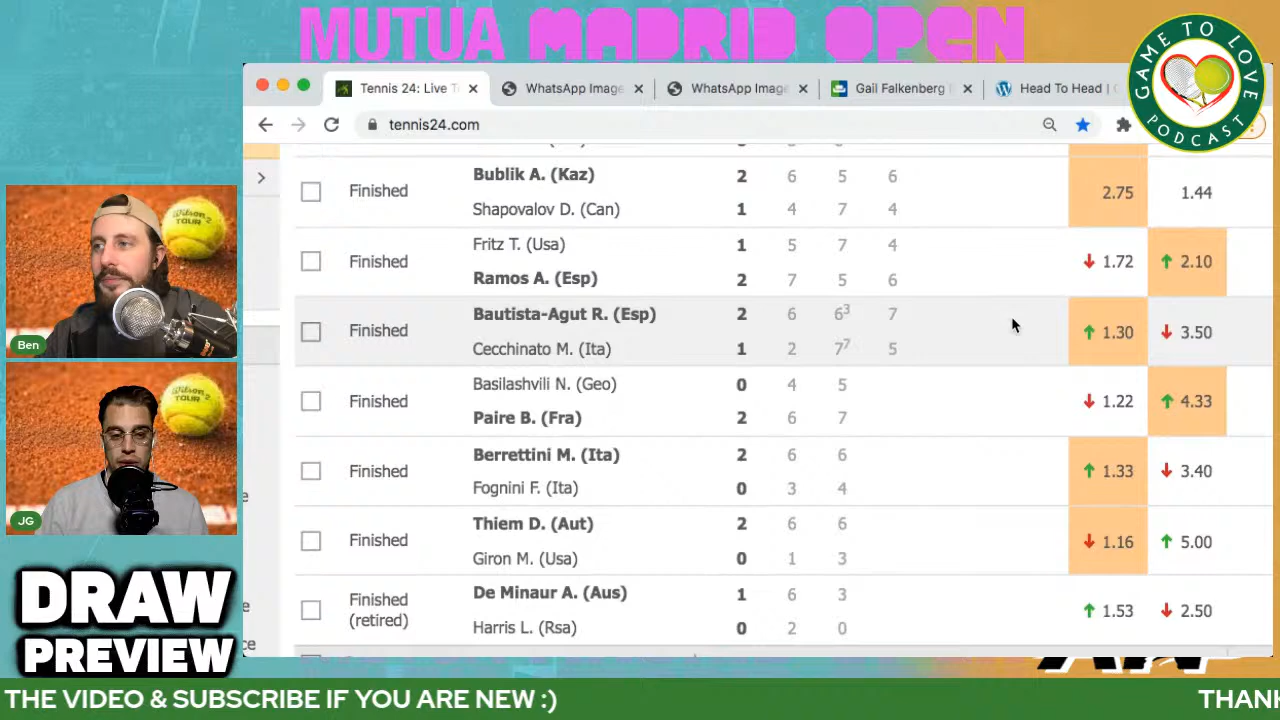 MUTUA MADRID OPEN
GAME TO LOVE
PODCAST
Tennis 24: Live T
WhatsApp Image
WhatsApp Image
Gail Falkenberg
Head To Head |
tennis24.com
Finished
Bublik A. (Kaz) 2 6 5 6
Shapovalov D. (Can) 1 4 7 4
2.75 1.44
Finished
Fritz T. (Usa) 1 5 7 4
Ramos A. (Esp) 2 7 5 6
1.72 2.10
Finished
Bautista-Agut R. (Esp) 2 6 6³ 7
Cecchinato M. (Ita) 1 2 7⁷ 5
1.30 3.50
Finished
Basilashvili N. (Geo) 0 4 5
Paire B. (Fra) 2 6 7
1.22 4.33
Finished
Berrettini M. (Ita) 2 6 6
Fognini F. (Ita) 0 3 4
1.33 3.40
Finished
Thiem D. (Aut) 2 6 6
Giron M. (Usa) 0 1 3
1.16 5.00
Finished
(retired)
De Minaur A. (Aus) 1 6 3
Harris L. (Rsa) 0 2 0
1.53 2.50
Wilson
TOUR
Ben
Wilson
TOUR
JG
DRAW
PREVIEW
THE VIDEO & SUBSCRIBE IF YOU ARE NEW :)
THAN